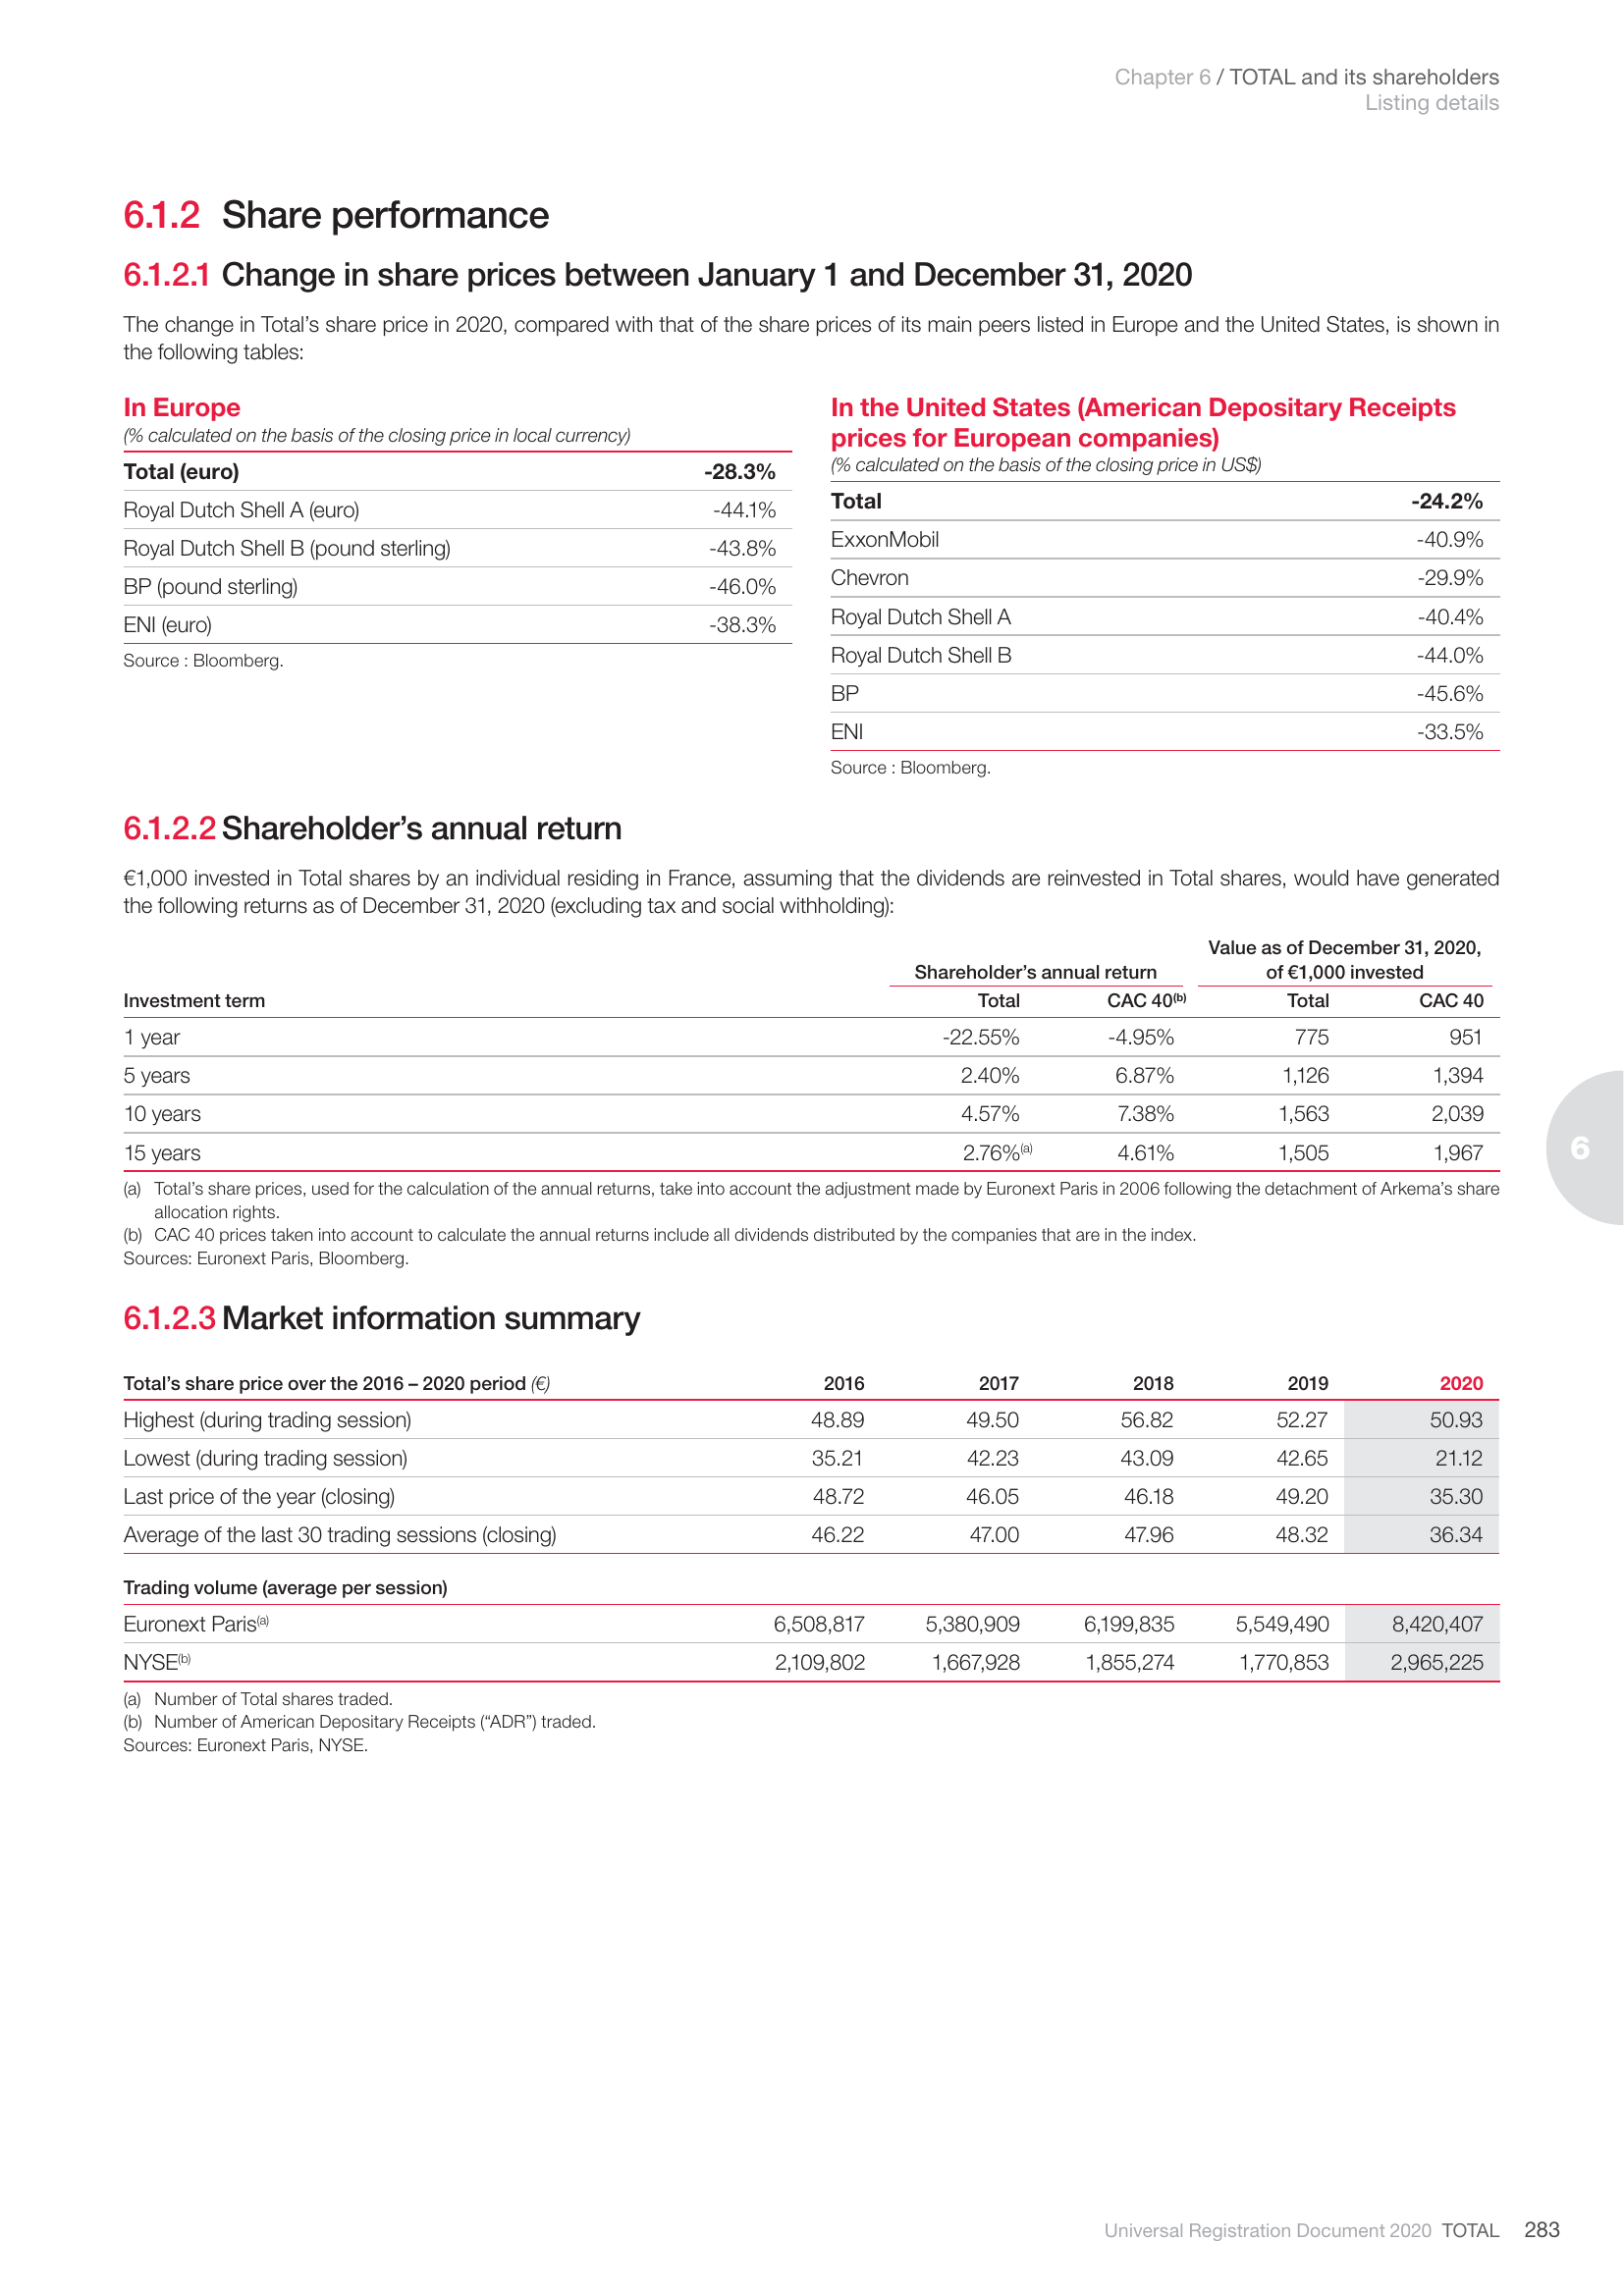 Chapter 6 / TOTAL and its shareholders
Listing details
6.1.2 Share performance
6.1.2.1 Change in share prices between January 1 and December 31, 2020
The change in Total's share price in 2020, compared with that of the share prices of its main peers listed in Europe and the United States, is shown in
the following tables:
In Europe
(% calculated on the basis of the closing price in local currency)
Total (euro) -28.3%
Royal Dutch Shell A (euro) -44.1%
Royal Dutch Shell B (pound sterling) -43.8%
BP (pound sterling) -46.0%
ENI (euro) -38.3%
Source : Bloomberg.
In the United States (American Depositary Receipts
prices for European companies)
(% calculated on the basis of the closing price in US$)
Total -24.2%
ExxonMobil -40.9%
Chevron -29.9%
Royal Dutch Shell A -40.4%
Royal Dutch Shell B -44.0%
BP -45.6%
ENI -33.5%
Source : Bloomberg.
6.1.2.2 Shareholder's annual return
€1,000 invested in Total shares by an individual residing in France, assuming that the dividends are reinvested in Total shares, would have generated
the following returns as of December 31, 2020 (excluding tax and social withholding):
Value as of December 31, 2020,
Shareholder's annual return of €1,000 invested
Investment term Total CAC 40(b) Total CAC 40
1 year -22.55% -4.95% 775 951
5 years 2.40% 6.87% 1,126 1,394
10 years 4.57% 7.38% 1,563 2,039
15 years 2.76%(a) 4.61% 1,505 1,967
(a) Total's share prices, used for the calculation of the annual returns, take into account the adjustment made by Euronext Paris in 2006 following the detachment of Arkema's share
allocation rights.
(b) CAC 40 prices taken into account to calculate the annual returns include all dividends distributed by the companies that are in the index.
Sources: Euronext Paris, Bloomberg.
6
6.1.2.3 Market information summary
Total's share price over the 2016 – 2020 period (€) 2016 2017 2018 2019 2020
Highest (during trading session) 48.89 49.50 56.82 52.27 50.93
Lowest (during trading session) 35.21 42.23 43.09 42.65 21.12
Last price of the year (closing) 48.72 46.05 46.18 49.20 35.30
Average of the last 30 trading sessions (closing) 46.22 47.00 47.96 48.32 36.34
Trading volume (average per session)
Euronext Paris(a) 6,508,817 5,380,909 6,199,835 5,549,490 8,420,407
NYSE(b) 2,109,802 1,667,928 1,855,274 1,770,853 2,965,225
(a) Number of Total shares traded.
(b) Number of American Depositary Receipts (“ADR”) traded.
Sources: Euronext Paris, NYSE.
Universal Registration Document 2020 TOTAL 283